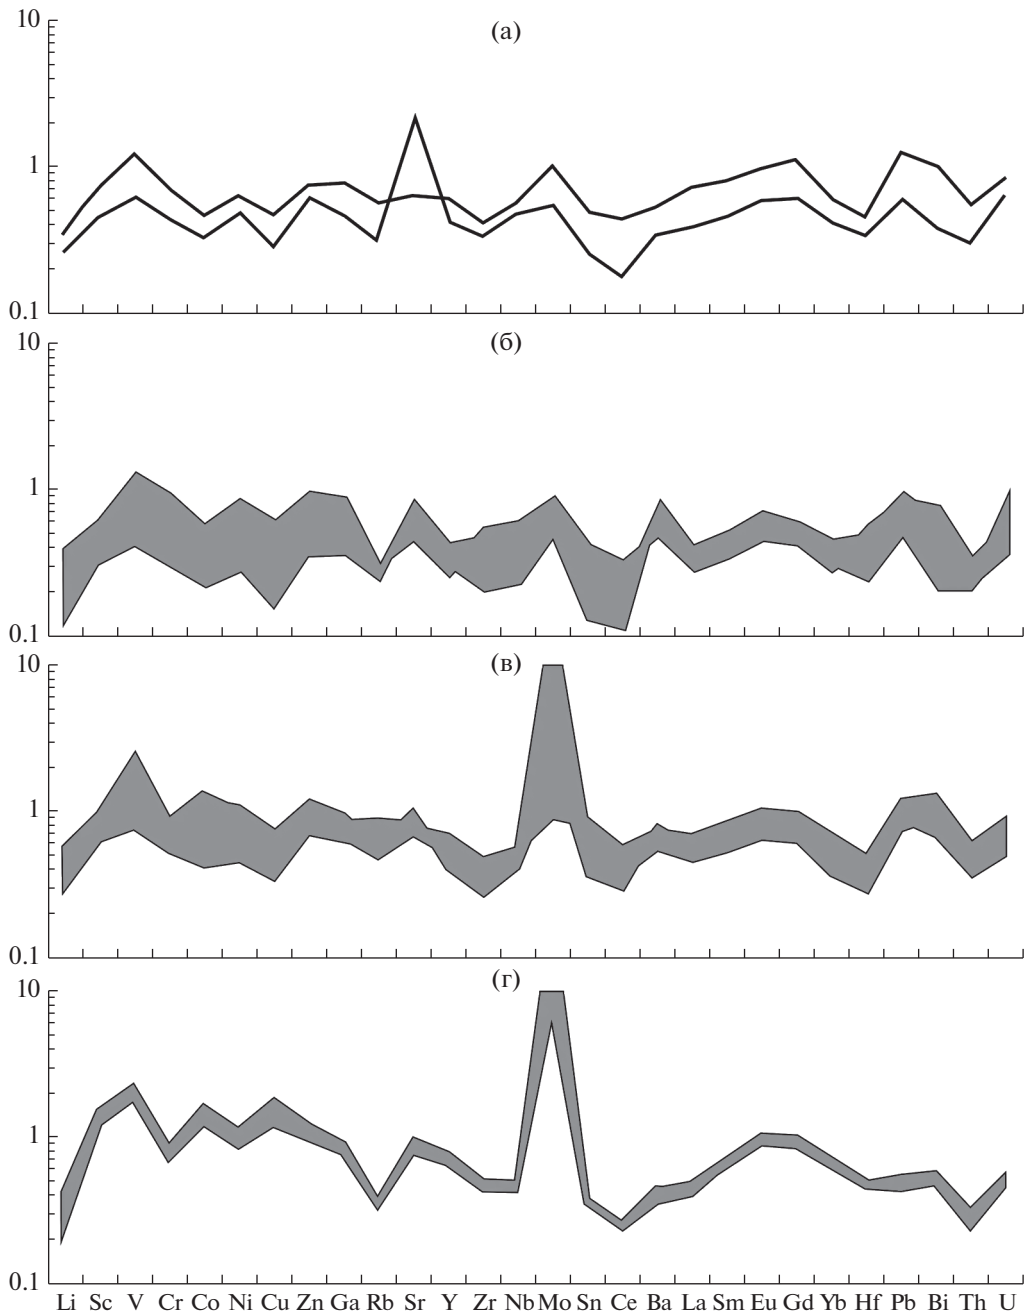 10
(а)
1
0.1
10
(б)
1
0.1
10
(в)
1
0.1
10
(г)
1
0.1
Li Sc V Cr Co Ni Cu Zn Ga Rb Sr Y Zr Nb Mo Sn Ce Ba La Sm Eu Gd Yb Hf Pb Bi Th U